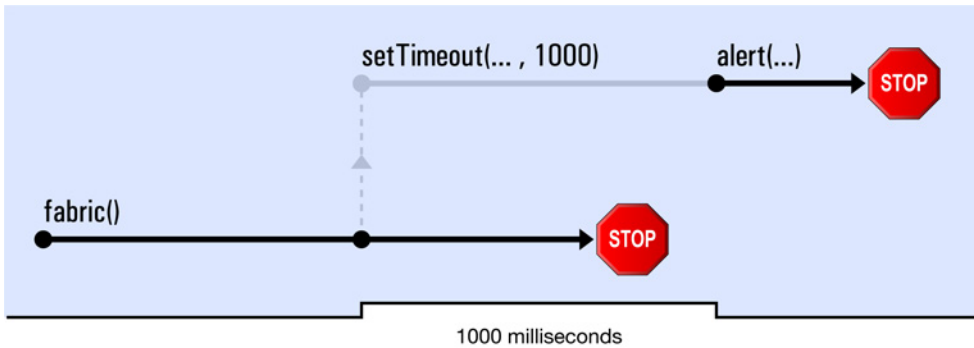 setTimeout(... , 1000)
alert(...)
STOP
fabric()
STOP
1000 milliseconds